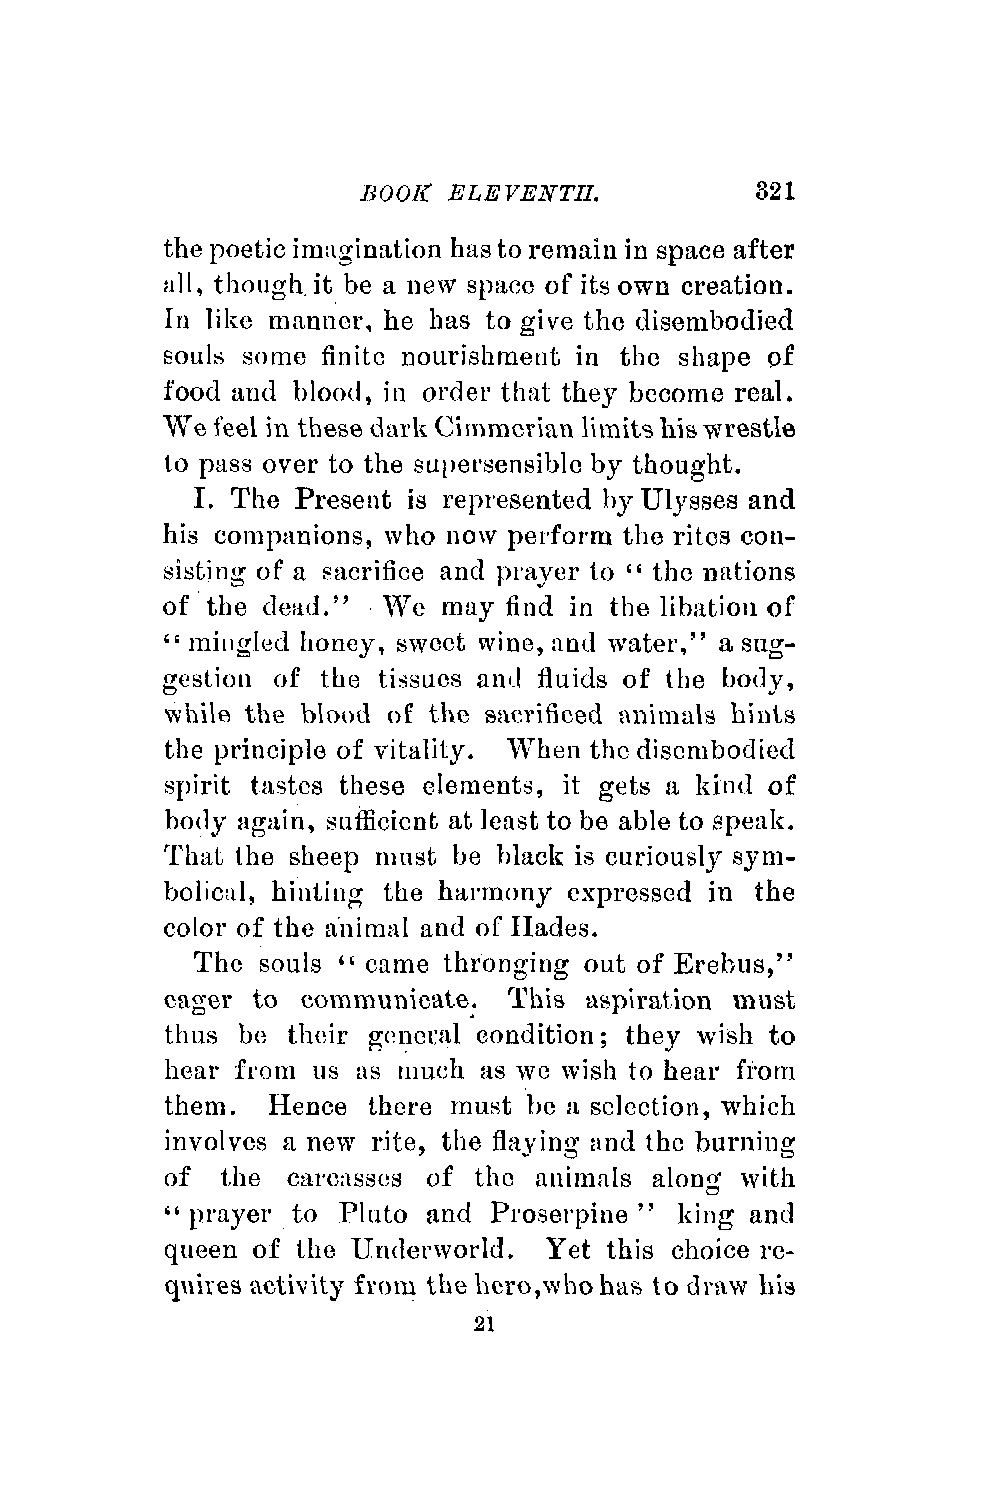 BOOK ELEVENTH. 321
the poetic imagination has to remain in space after
all, though it be a new space of its own creation.
In like manner, he has to give the disembodied
souls some finite nourishment in the shape of
food and blood, in order that they become real.
We feel in these dark Cimmerian limits his wrestle
to pass over to the supersensible by thought.
I. The Present is represented by Ulysses and
his companions, who now perform the rites con-
sisting of a sacrifice and prayer to "the nations
of the dead." We may find in the libation of
"mingled honey, sweet wine, and water," a sug-
gestion of the tissues and fluids of the body,
while the blood of the sacrificed animals hints
the principle of vitality. When the disembodied
spirit tastes these elements, it gets a kind of
body again, sufficient at least to be able to speak.
That the sheep must be black is curiously sym-
bolical, hinting the harmony expressed in the
color of the animal and of Hades.
The souls "came thronging out of Erebus,"
eager to communicate. This aspiration must
thus be their general condition; they wish to
hear from us as much as we wish to hear from
them. Hence there must be a selection, which
involves a new rite, the flaying and the burning
of the carcasses of the animals along with
"prayer to Pluto and Proserpine" king and
queen of the Underworld. Yet this choice re-
quires activity from the hero, who has to draw his
21